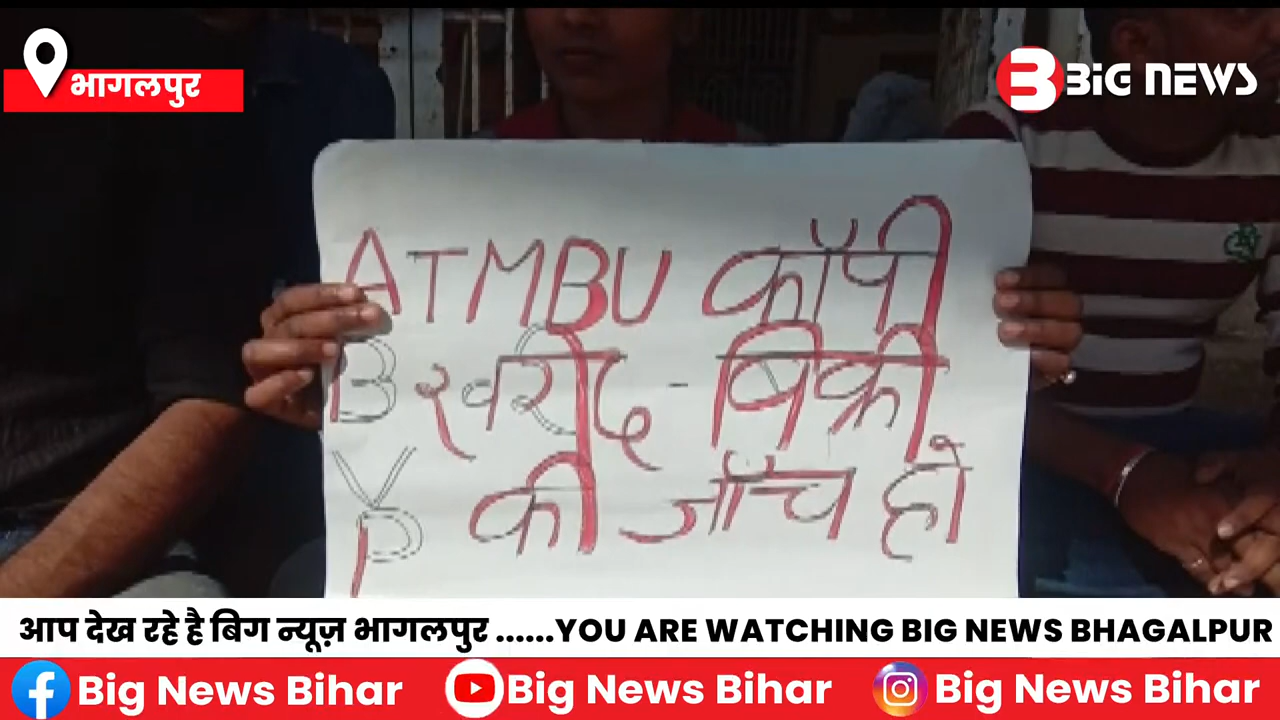 भागलपुर
BiG NEWS
ATMBU कॉपी
B खरीद - बिक्री
V की जाँच हो
P
आप देख रहे है बिग न्यूज़ भागलपुर ......YOU ARE WATCHING BIG NEWS BHAGALPUR
Big News Bihar Big News Bihar Big News Bihar